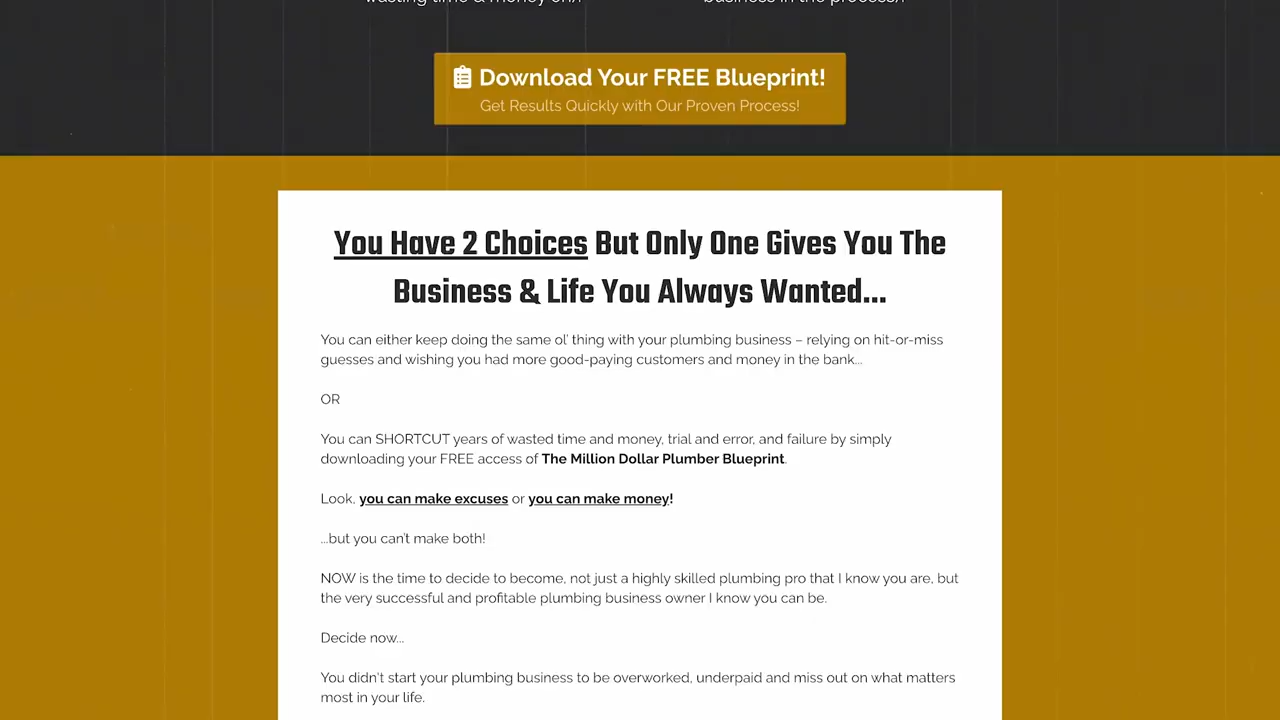 wasting time & money on?
business in the process?
Download Your FREE Blueprint!
Get Results Quickly with Our Proven Process!
You Have 2 Choices But Only One Gives You The
Business & Life You Always Wanted...
You can either keep doing the same ol' thing with your plumbing business – relying on hit-or-miss
guesses and wishing you had more good-paying customers and money in the bank...
OR
You can SHORTCUT years of wasted time and money, trial and error, and failure by simply
downloading your FREE access of The Million Dollar Plumber Blueprint.
Look, you can make excuses or you can make money!
...but you can't make both!
NOW is the time to decide to become, not just a highly skilled plumbing pro that I know you are, but
the very successful and profitable plumbing business owner I know you can be.
Decide now...
You didn't start your plumbing business to be overworked, underpaid and miss out on what matters
most in your life.